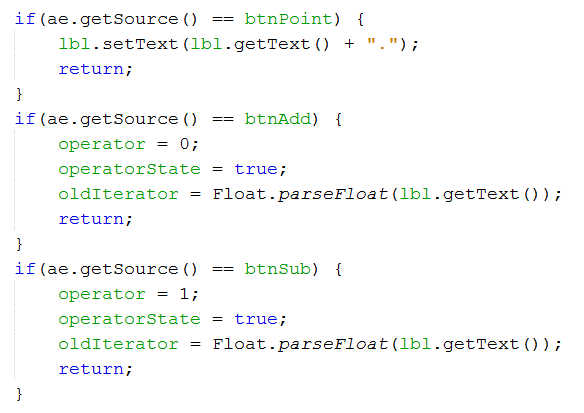 if(ae.getSource() == btnPoint) {
    lbl.setText(lbl.getText() + ".");
    return;
}
if(ae.getSource() == btnAdd) {
    operator = 0;
    operatorState = true;
    oldIterator = Float.parseFloat(lbl.getText());
    return;
}
if(ae.getSource() == btnSub) {
    operator = 1;
    operatorState = true;
    oldIterator = Float.parseFloat(lbl.getText());
    return;
}